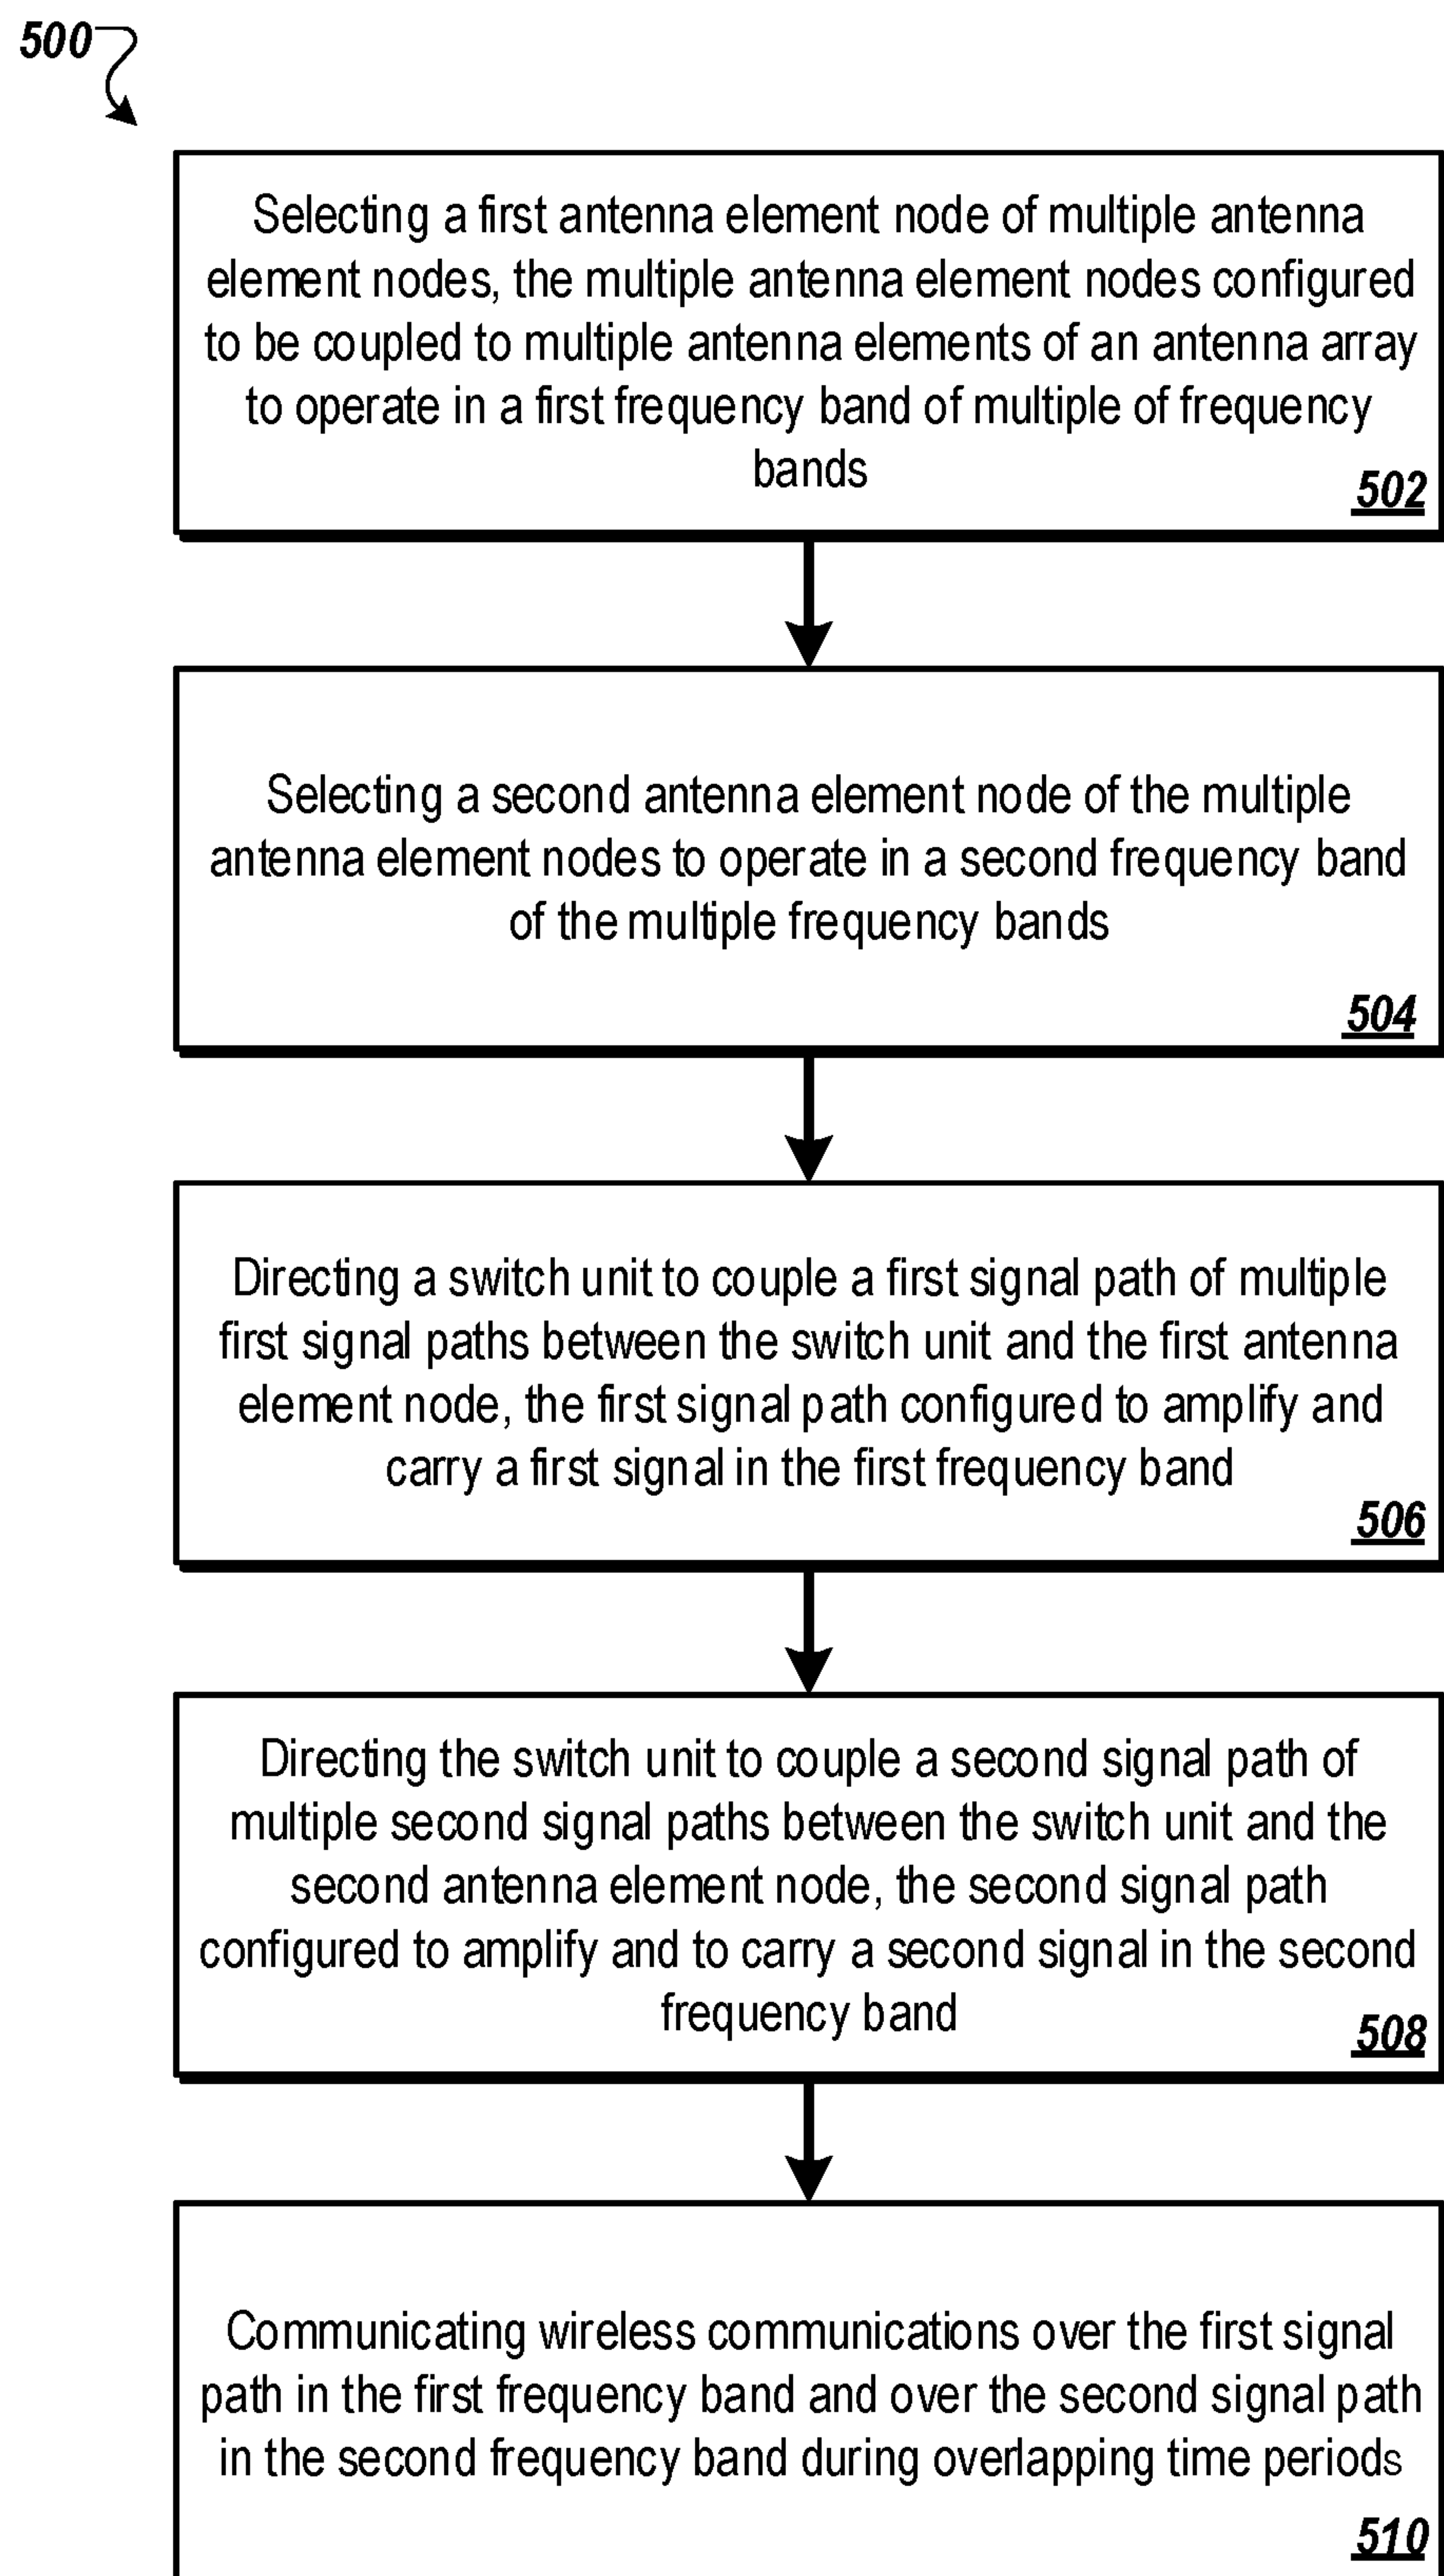 500
Selecting a first antenna element node of multiple antenna
element nodes, the multiple antenna element nodes configured
to be coupled to multiple antenna elements of an antenna array
to operate in a first frequency band of multiple of frequency
bands
502
Selecting a second antenna element node of the multiple
antenna element nodes to operate in a second frequency band
of the multiple frequency bands
504
Directing a switch unit to couple a first signal path of multiple
first signal paths between the switch unit and the first antenna
element node, the first signal path configured to amplify and
carry a first signal in the first frequency band
506
Directing the switch unit to couple a second signal path of
multiple second signal paths between the switch unit and the
second antenna element node, the second signal path
configured to amplify and to carry a second signal in the second
frequency band
508
Communicating wireless communications over the first signal
path in the first frequency band and over the second signal path
in the second frequency band during overlapping time periods
510